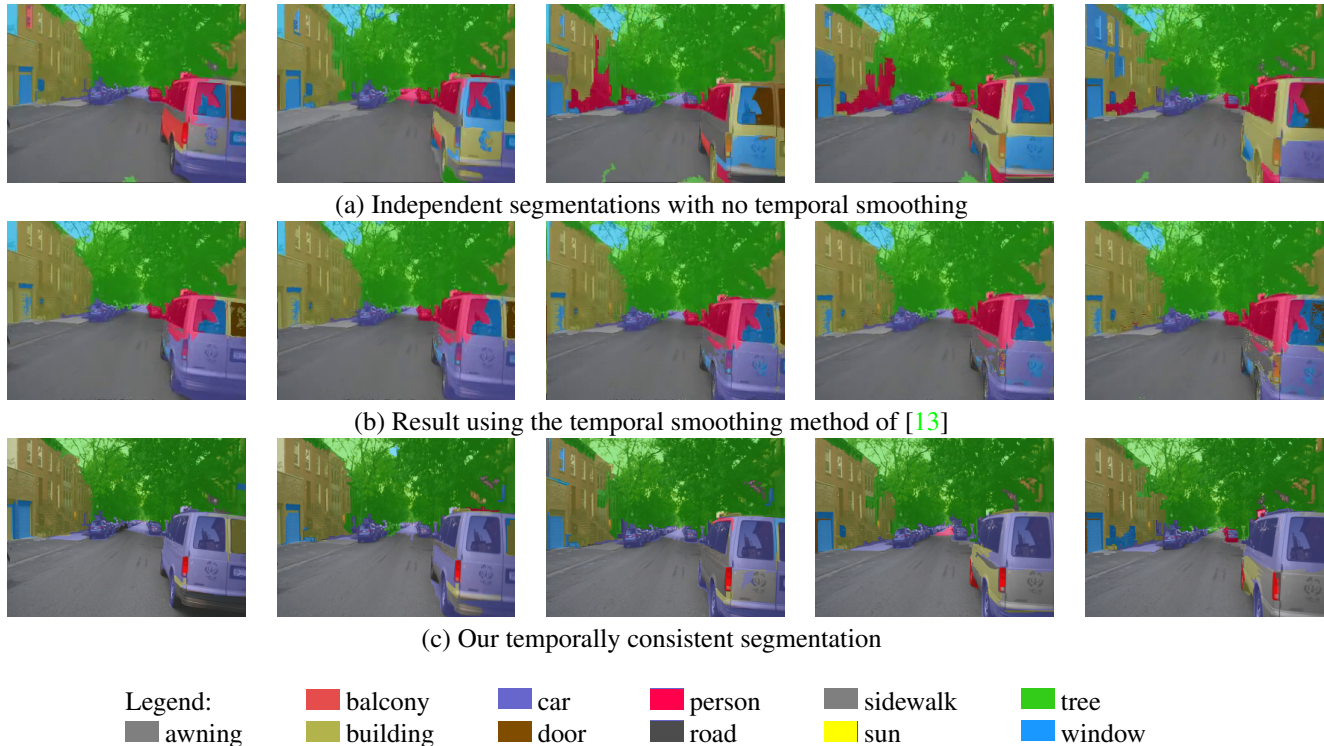 (a) Independent segmentations with no temporal smoothing
(b) Result using the temporal smoothing method of [13]
(c) Our temporally consistent segmentation
Legend: balcony car person sidewalk tree
awning building door road sun window